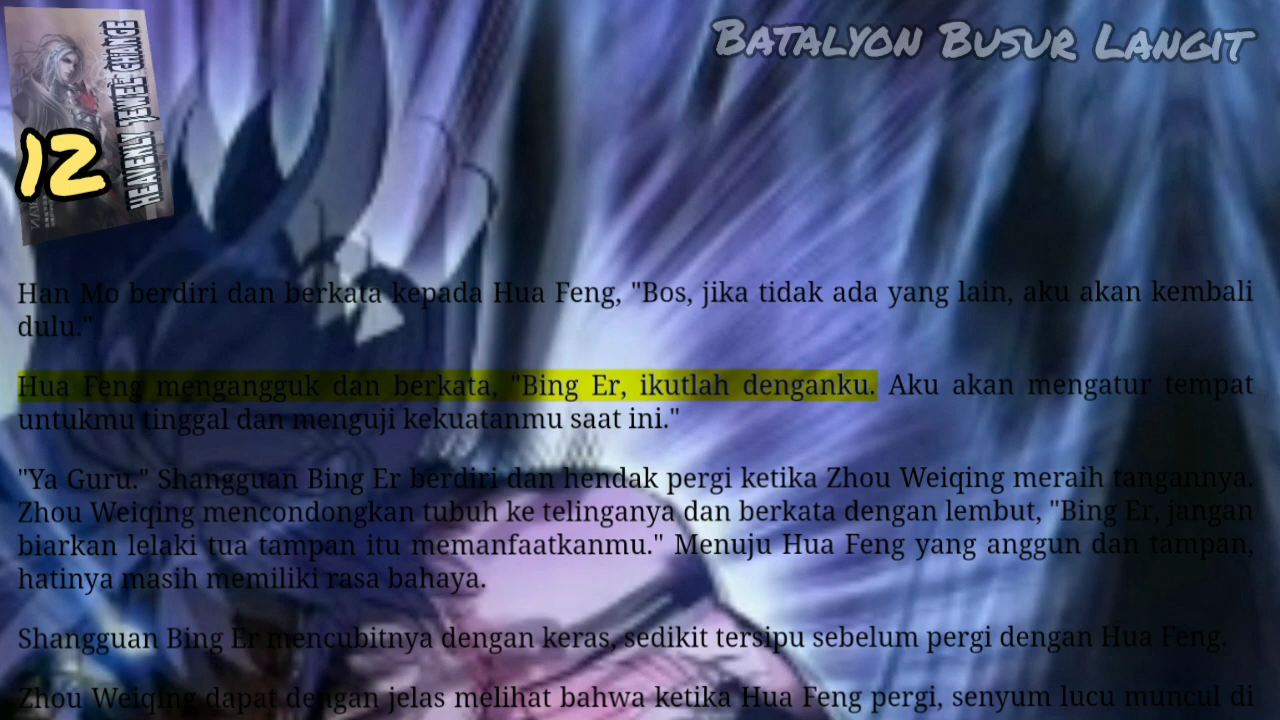 Batalyon Busur Langit
HEAVENLY JEWEL CHANGE
12
Han Mo berdiri dan berkata kepada Hua Feng, "Bos, jika tidak ada yang lain, aku akan kembali
dulu."
Hua Feng mengangguk dan berkata, "Bing Er, ikutlah denganku. Aku akan mengatur tempat
untukmu tinggal dan menguji kekuatanmu saat ini."
"Ya Guru." Shangguan Bing Er berdiri dan hendak pergi ketika Zhou Weiqing meraih tangannya.
Zhou Weiqing mencondongkan tubuh ke telinganya dan berkata dengan lembut, "Bing Er, jangan
biarkan lelaki tua tampan itu memanfaatkanmu." Menuju Hua Feng yang anggun dan tampan,
hatinya masih memiliki rasa bahaya.
Shangguan Bing Er mencubitnya dengan keras, sedikit tersipu sebelum pergi dengan Hua Feng.
Zhou Weiqing dapat dengan jelas melihat bahwa ketika Hua Feng pergi, senyum lucu muncul di